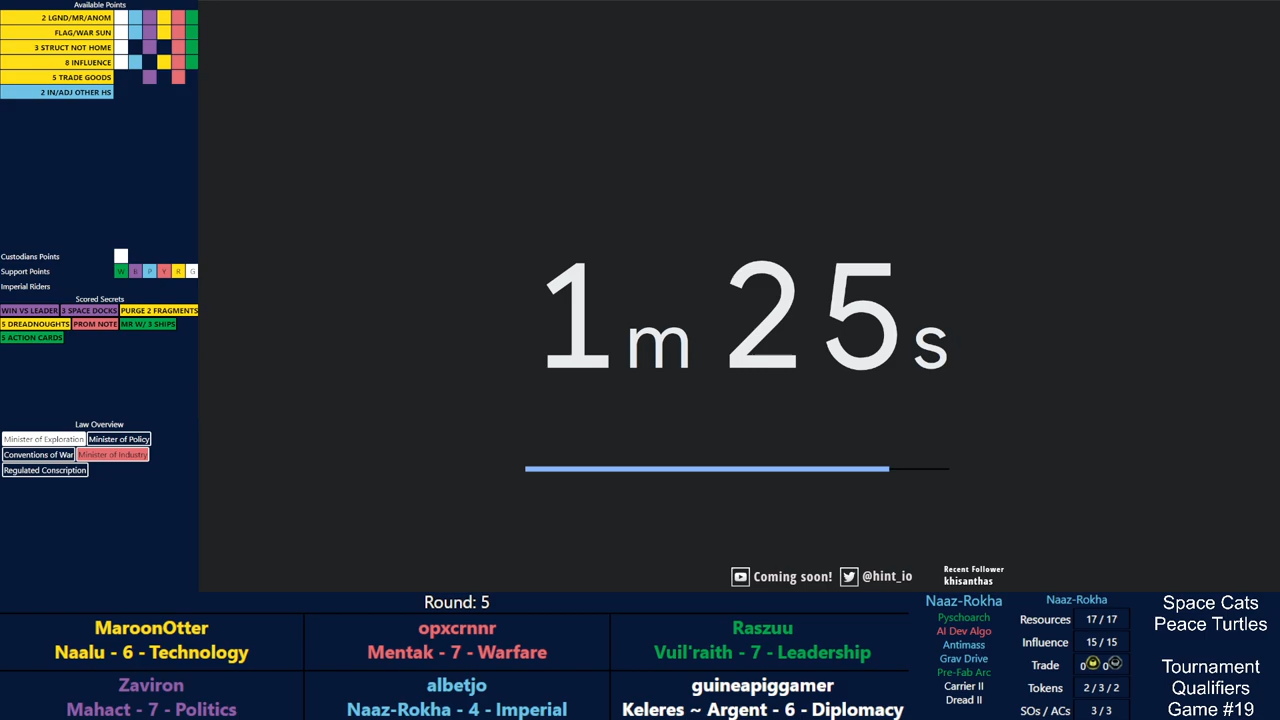 Available Points
2 LGND/MR/ANOM
FLAG/WAR SUN
3 STRUCT NOT HOME
8 INFLUENCE
5 TRADE GOODS
2 IN/ADJ OTHER HS
Custodians Points
Support Points W B P Y R G
Imperial Riders
Scored Secrets
WIN VS LEADER 3 SPACE DOCKS PURGE 2 FRAGMENTS
5 DREADNOUGHTS PROM NOTE MR W/ 3 SHIPS
5 ACTION CARDS
Law Overview
Minister of Exploration Minister of Policy
Conventions of War Minister of Industry
Regulated Conscription
1m 25s
Coming soon! @hint_io
Recent Follower
khisanthas
Round: 5
MaroonOtter
Naalu - 6 - Technology
opxcrnnr
Mentak - 7 - Warfare
Raszuu
Vuil'raith - 7 - Leadership
Zaviron
Mahact - 7 - Politics
albetjo
Naaz-Rokha - 4 - Imperial
guineapiggamer
Keleres ~ Argent - 6 - Diplomacy
Naaz-Rokha
Pyschoarch
AI Dev Algo
Antimass
Grav Drive
Pre-Fab Arc
Carrier II
Dread II
Naaz-Rokha
Resources 17 / 17
Influence 15 / 15
Trade 0 0
Tokens 2 / 3 / 2
SOs / ACs 3 / 3
Space Cats
Peace Turtles
Tournament
Qualifiers
Game #19